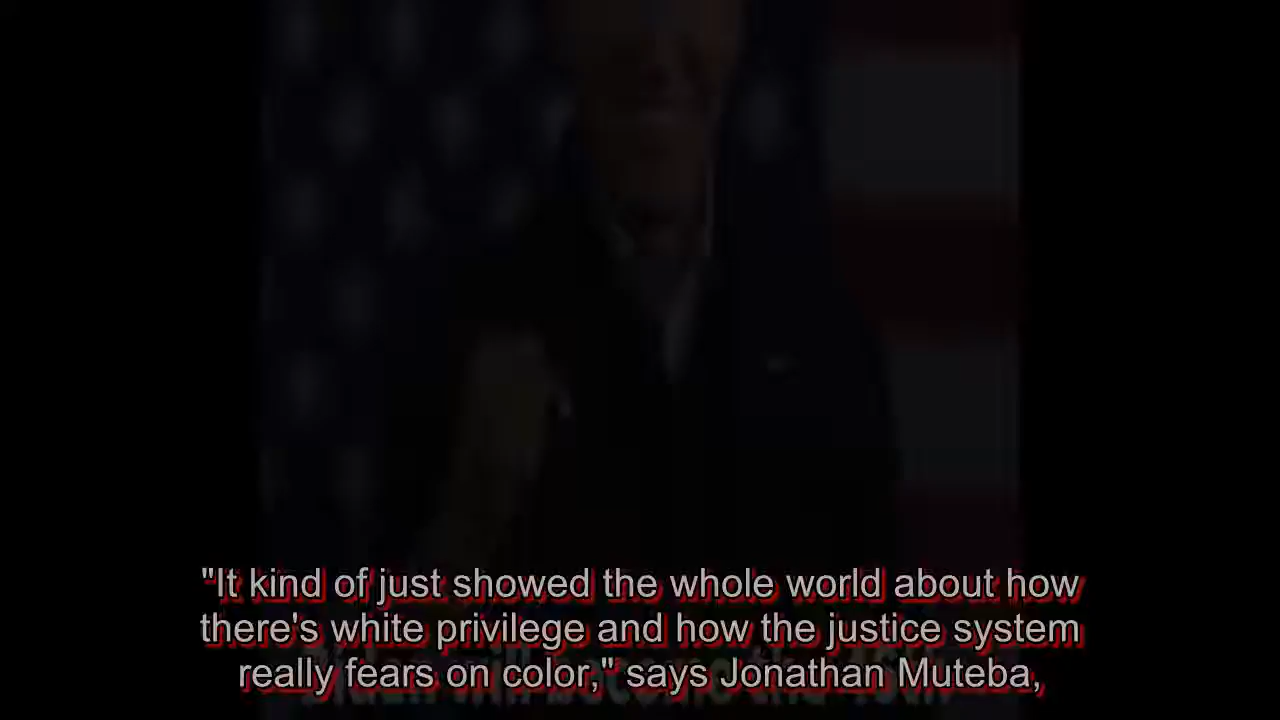 "It kind of just showed the whole world about how
there's white privilege and how the justice system
really fears on color," says Jonathan Muteba,